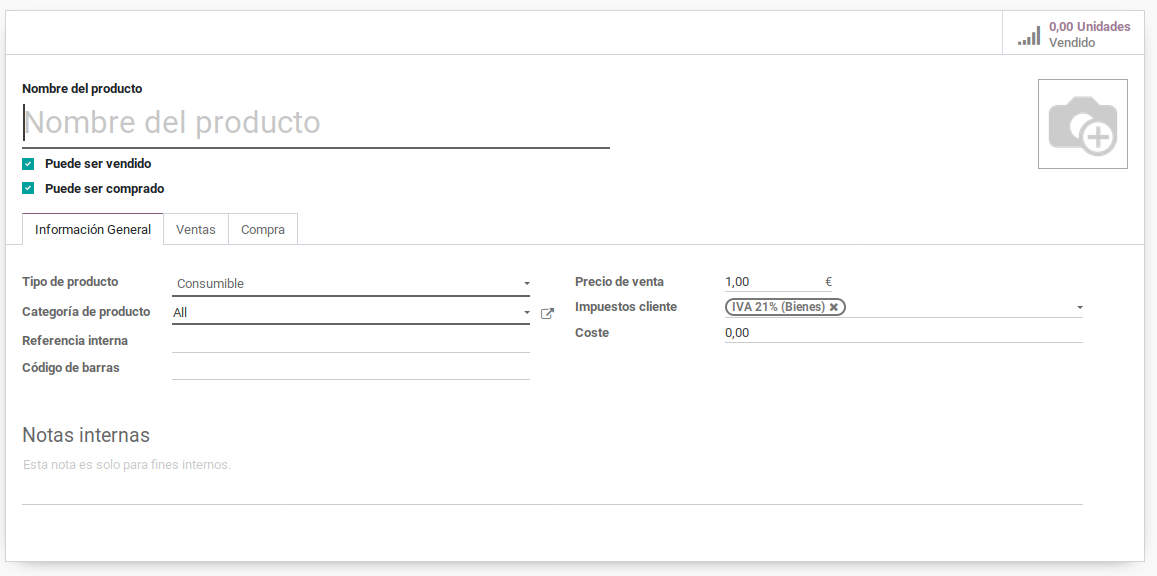 0,00 Unidades
Vendido
Nombre del producto
Nombre del producto
Puede ser vendido
Puede ser comprado
Información General Ventas Compra
Tipo de producto Consumible
Categoría de producto All
Referencia interna
Código de barras
Precio de venta 1,00 €
Impuestos cliente IVA 21% (Bienes)
Coste 0,00
Notas internas
Esta nota es solo para fines internos.